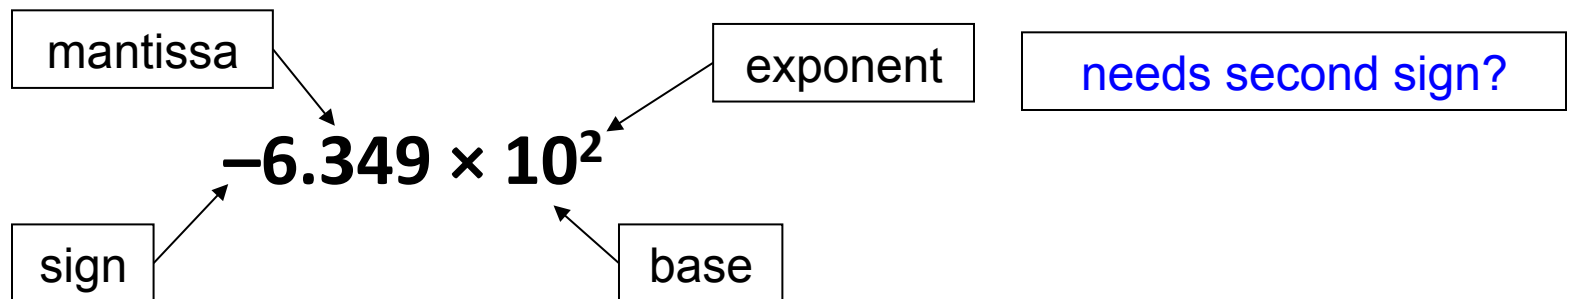 mantissa
exponent
needs second sign?
–6.349 × 10²
sign
base